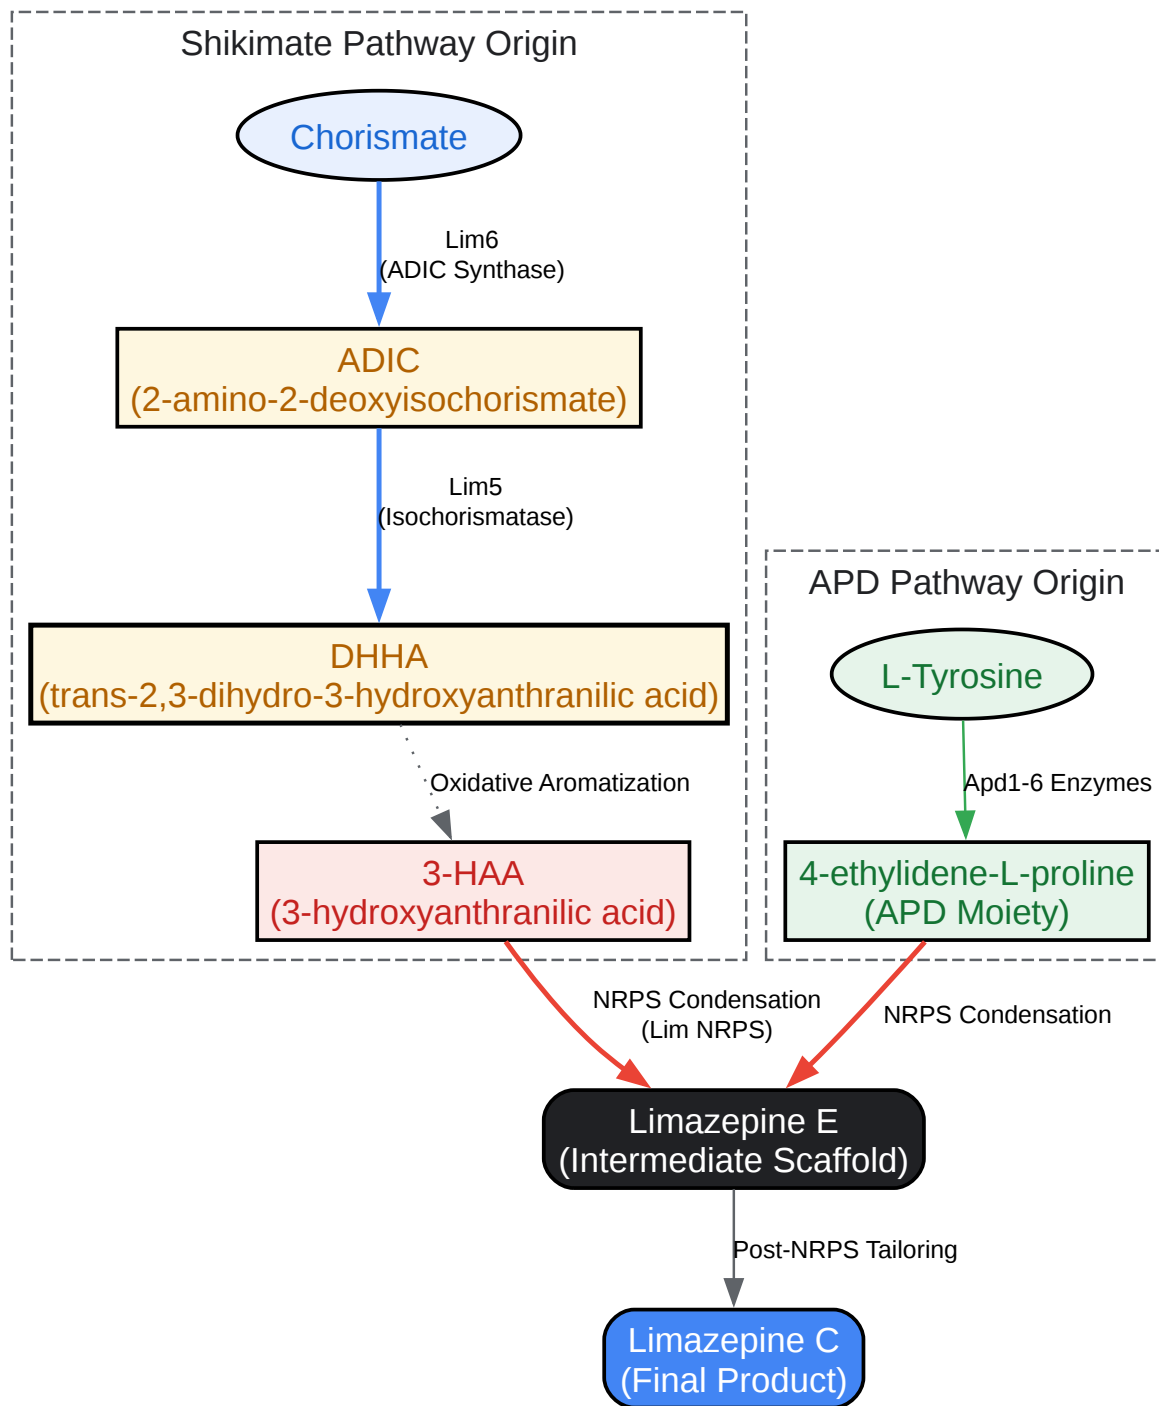 Shikimate Pathway Origin
Chorismate
Lim6
(ADIC Synthase)
ADIC
(2-amino-2-deoxyisochorismate)
Lim5
(Isochorismatase)
DHHA
(trans-2,3-dihydro-3-hydroxyanthranilic acid)
Oxidative Aromatization
3-HAA
(3-hydroxyanthranilic acid)
APD Pathway Origin
L-Tyrosine
Apd1-6 Enzymes
4-ethylidene-L-proline
(APD Moiety)
NRPS Condensation
(Lim NRPS)
NRPS Condensation
Limazepine E
(Intermediate Scaffold)
Post-NRPS Tailoring
Limazepine C
(Final Product)